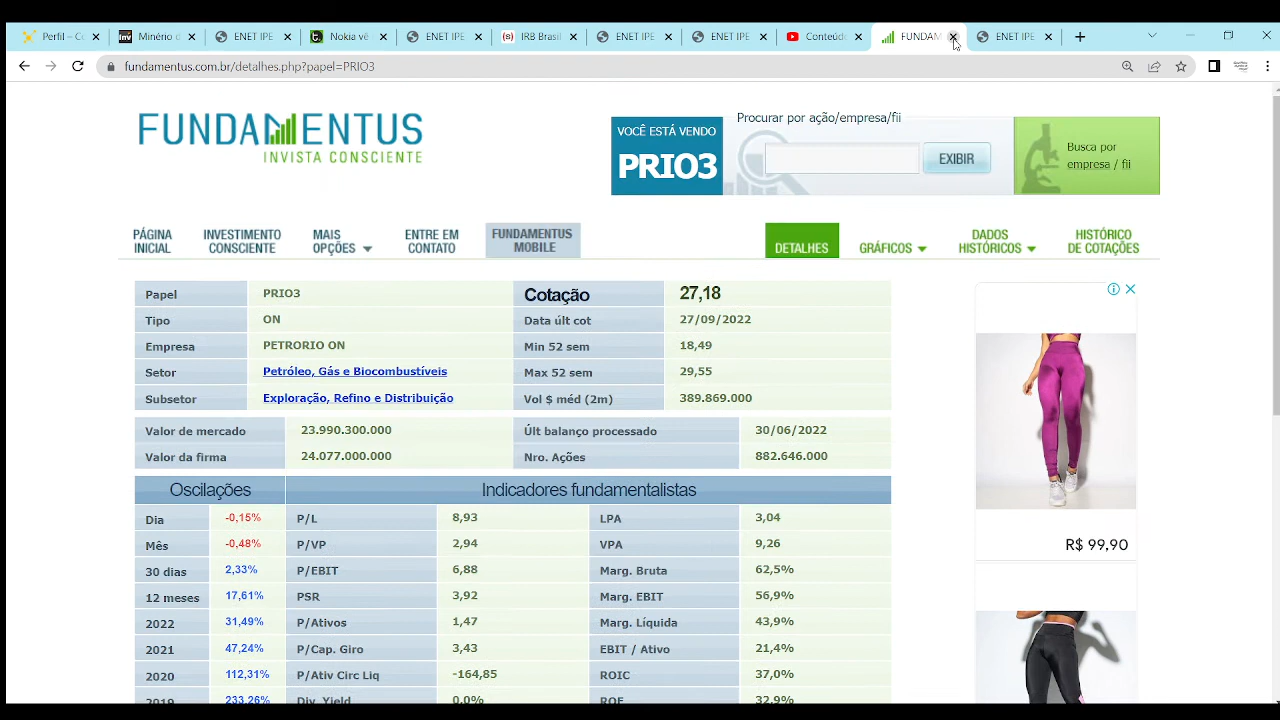 Perfil – C
Minério d
ENET IPE
Nokia vê
ENET IPE
IRB Brasil
ENET IPE
ENET IPE
Conteúdo
FUNDAM
ENET IPE
fundamentus.com.br/detalhes.php?papel=PRIO3
FUNDAMENTUS
INVISTA CONSCIENTE
VOCÊ ESTÁ VENDO
PRIO3
Procurar por ação/empresa/fii
EXIBIR
Busca por
empresa / fii
PÁGINA INICIAL
INVESTIMENTO CONSCIENTE
MAIS OPÇÕES
ENTRE EM CONTATO
FUNDAMENTUS MOBILE
DETALHES
GRÁFICOS
DADOS HISTÓRICOS
HISTÓRICO DE COTAÇÕES
Papel PRIO3 Cotação 27,18
Tipo ON Data últ cot 27/09/2022
Empresa PETRORIO ON Min 52 sem 18,49
Setor Petróleo, Gás e Biocombustíveis Max 52 sem 29,55
Subsetor Exploração, Refino e Distribuição Vol $ méd (2m) 389.869.000
Valor de mercado 23.990.300.000 Últ balanço processado 30/06/2022
Valor da firma 24.077.000.000 Nro. Ações 882.646.000
Oscilações Indicadores fundamentalistas
Dia -0,15% P/L 8,93 LPA 3,04
Mês -0,48% P/VP 2,94 VPA 9,26
30 dias 2,33% P/EBIT 6,88 Marg. Bruta 62,5%
12 meses 17,61% PSR 3,92 Marg. EBIT 56,9%
2022 31,49% P/Ativos 1,47 Marg. Líquida 43,9%
2021 47,24% P/Cap. Giro 3,43 EBIT / Ativo 21,4%
2020 112,31% P/Ativ Circ Liq -164,85 ROIC 37,0%
2019 233,26% Div. Yield 0,0% ROE 32,9%
R$ 99,90